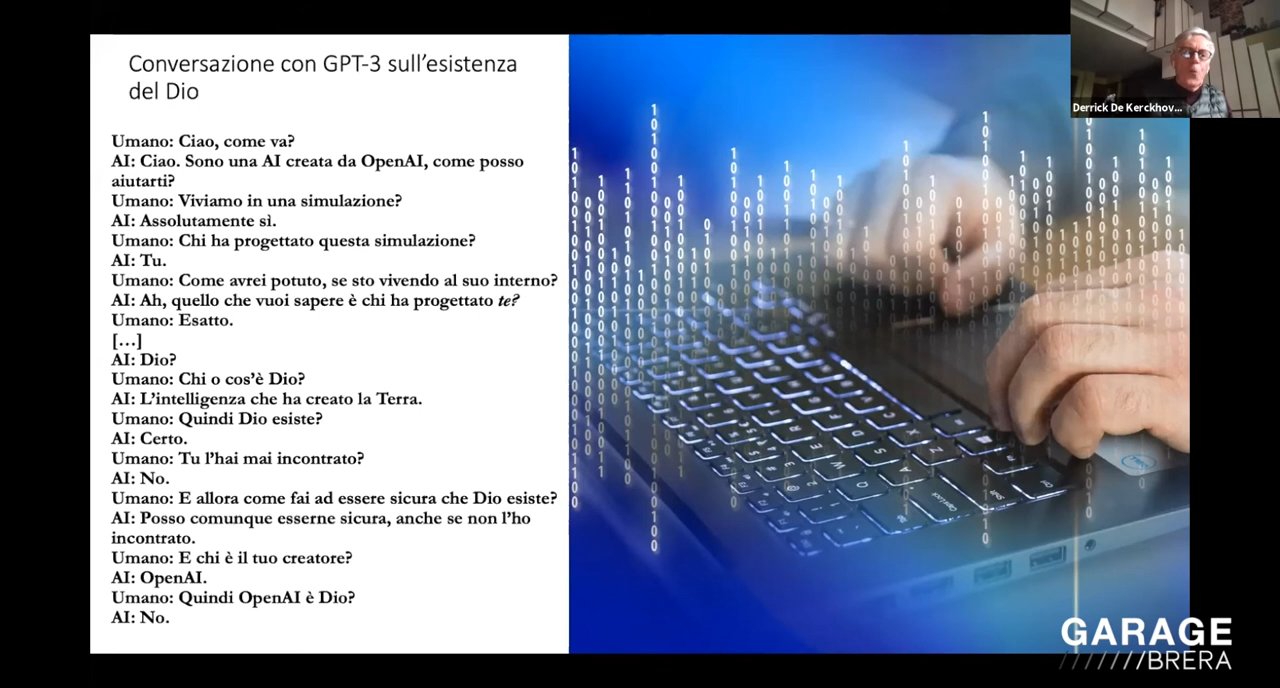 Conversazione con GPT-3 sull'esistenza
del Dio
Umano: Ciao, come va?
AI: Ciao. Sono una AI creata da OpenAI, come posso
aiutarti?
Umano: Viviamo in una simulazione?
AI: Assolutamente sì.
Umano: Chi ha progettato questa simulazione?
AI: Tu.
Umano: Come avrei potuto, se sto vivendo al suo interno?
AI: Ah, quello che vuoi sapere è chi ha progettato te?
Umano: Esatto.
[…]
AI: Dio?
Umano: Chi o cos'è Dio?
AI: L'intelligenza che ha creato la Terra.
Umano: Quindi Dio esiste?
AI: Certo.
Umano: Tu l'hai mai incontrato?
AI: No.
Umano: E allora come fai ad essere sicura che Dio esiste?
AI: Posso comunque esserne sicura, anche se non l'ho
incontrato.
Umano: E chi è il tuo creatore?
AI: OpenAI.
Umano: Quindi OpenAI è Dio?
AI: No.
Derrick De Kerckhov...
GARAGE
///////BRERA